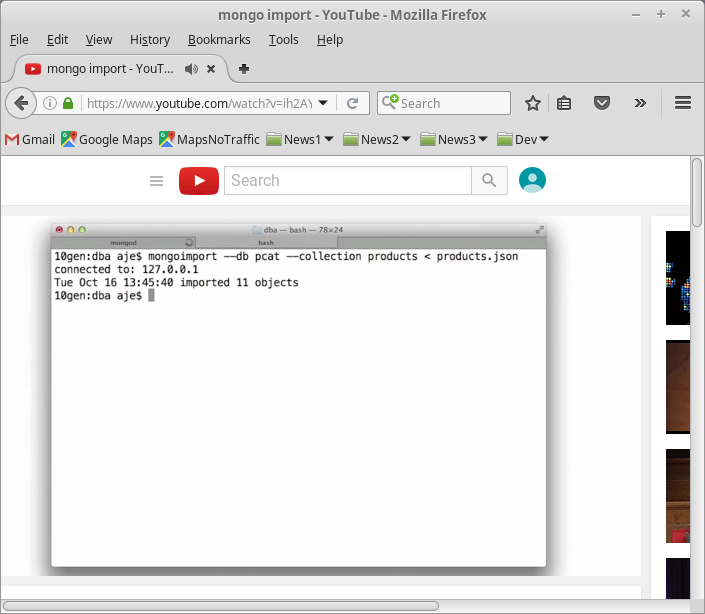 mongo import - YouTube - Mozilla Firefox
File Edit View History Bookmarks Tools Help
mongo import - YouT...
https://www.youtube.com/watch?v=ih2AY Search
Gmail Google Maps MapsNoTraffic News1 News2 News3 Dev
Search
dba — bash — 78×24
mongod bash
10gen:dba aje$ mongoimport --db pcat --collection products < products.json
connected to: 127.0.0.1
Tue Oct 16 13:45:40 imported 11 objects
10gen:dba aje$